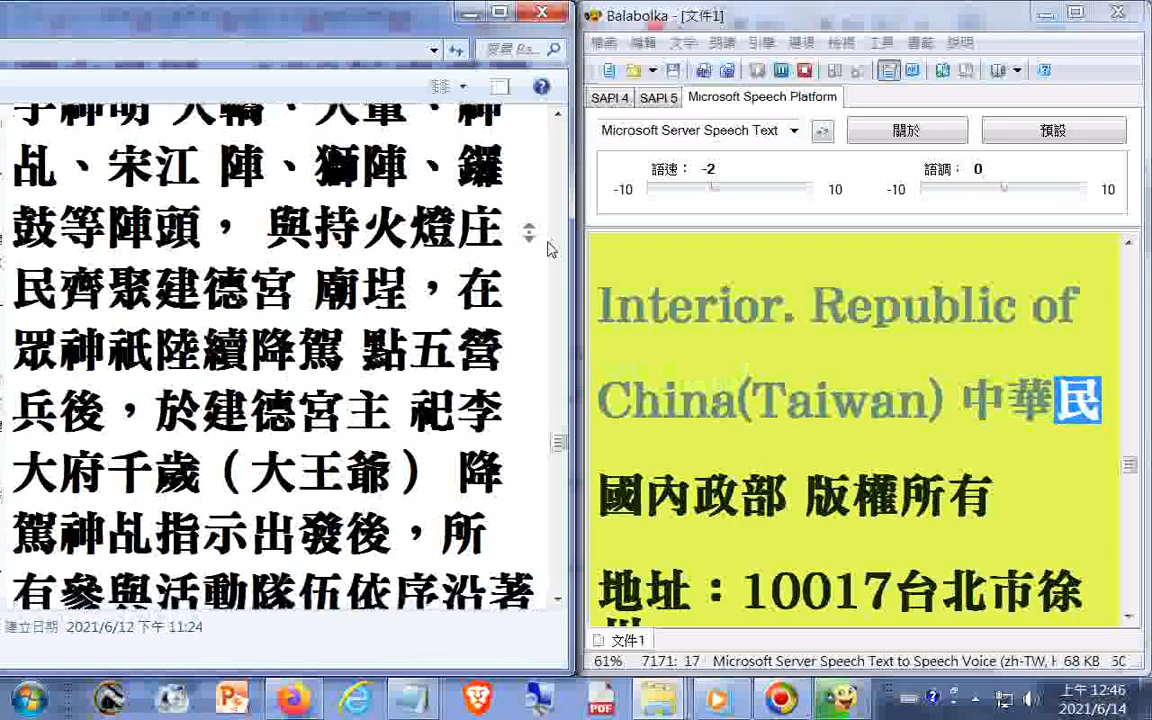 Balabolka - [文件1]
檔案 編輯 文字 朗讀 引擎 選項 檢視 工具 書籤 說明
SAPI 4 SAPI 5 Microsoft Speech Platform
Microsoft Server Speech Text 關於 預設
語速： -2 語調： 0
-10 10 -10 10
乩、宋江 陣、獅陣、鑼
鼓等陣頭， 與持火燈庄
民齊聚建德宮 廟埕，在
眾神祇陸續降駕 點五營
兵後，於建德宮主 祀李
大府千歲（大王爺） 降
駕神乩指示出發後，所
有參與活動隊伍依序沿著
建立日期 2021/6/12 下午 11:24
Interior. Republic of
China(Taiwan) 中華民
國內政部 版權所有
地址：10017台北市徐
文件1
61% 7171: 17 Microsoft Server Speech Text to Speech Voice (zh-TW, H 68 KB
PDF
上午 12:46
2021/6/14